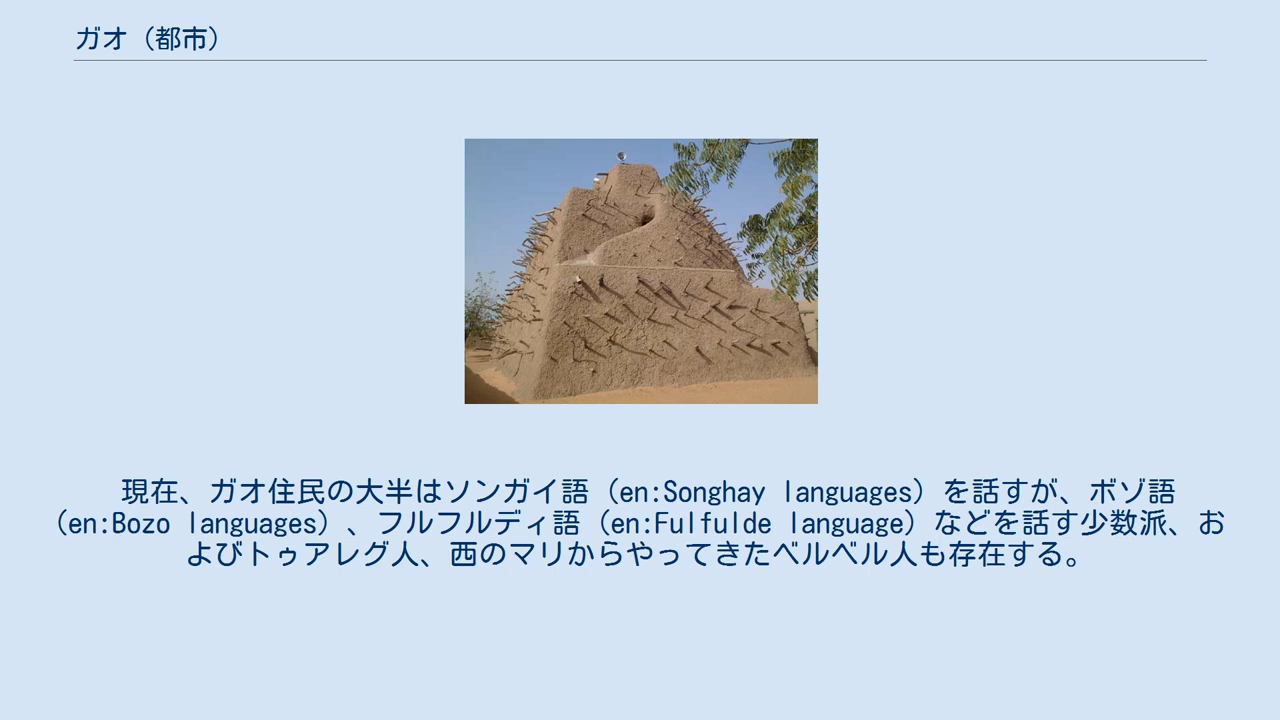 ガオ（都市）
現在、ガオ住民の大半はソンガイ語（en:Songhay languages）を話すが、ボゾ語
（en:Bozo languages）、フルフルディ語（en:Fulfulde language）などを話す少数派、お
よびトゥアレグ人、西のマリからやってきたベルベル人も存在する。